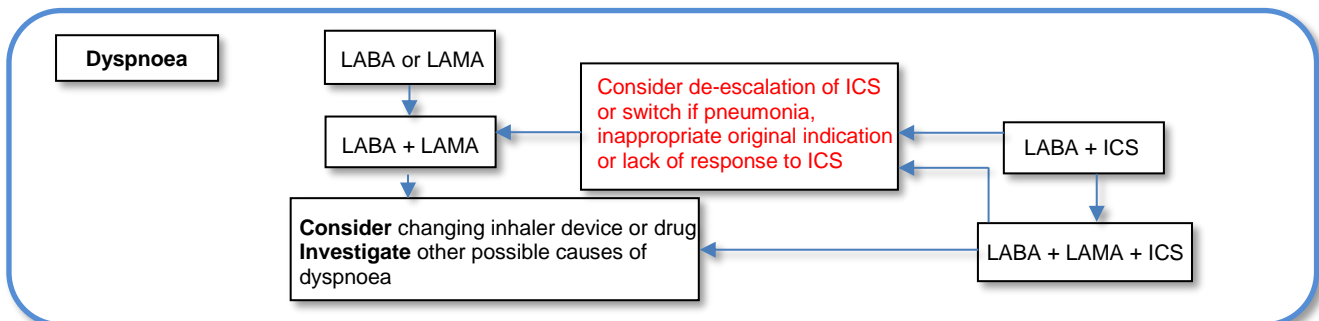 Dyspnoea
LABA or LAMA
LABA + LAMA
Consider changing inhaler device or drug
Investigate other possible causes of
dyspnoea
Consider de-escalation of ICS
or switch if pneumonia,
inappropriate original indication
or lack of response to ICS
LABA + ICS
LABA + LAMA + ICS